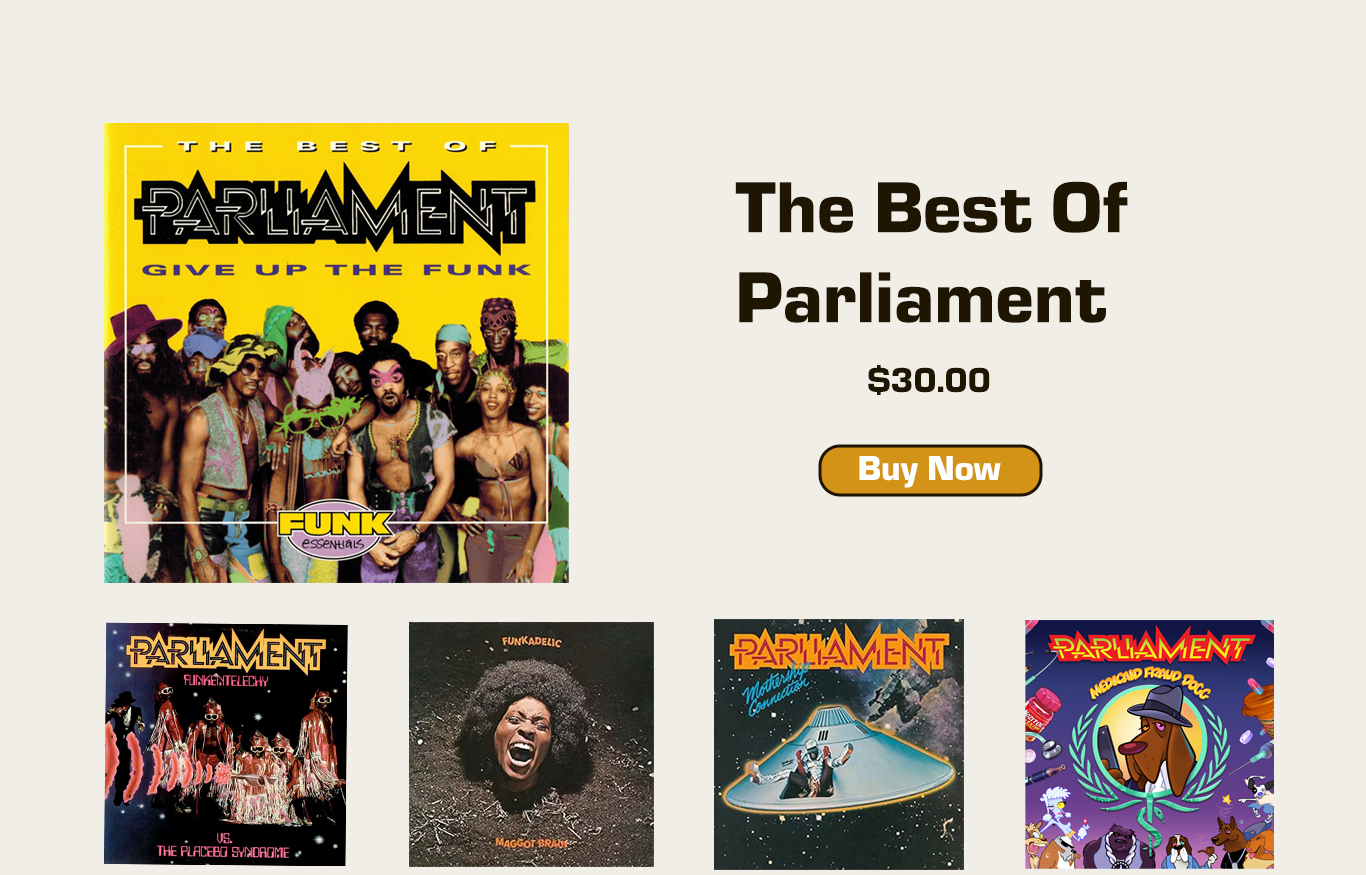 THE BEST OF
PARLIAMENT
GIVE UP THE FUNK
FUNK
essentials
The Best Of
Parliament
$30.00
Buy Now
PARLIAMENT
FUNKENTELECHY
VS.
THE PLACEBO SYNDROME
FUNKADELIC
MAGGOT BRAIN
PARLIAMENT
Mothership
Connection
PARLIAMENT
MEDICAID FRAUD DOGG